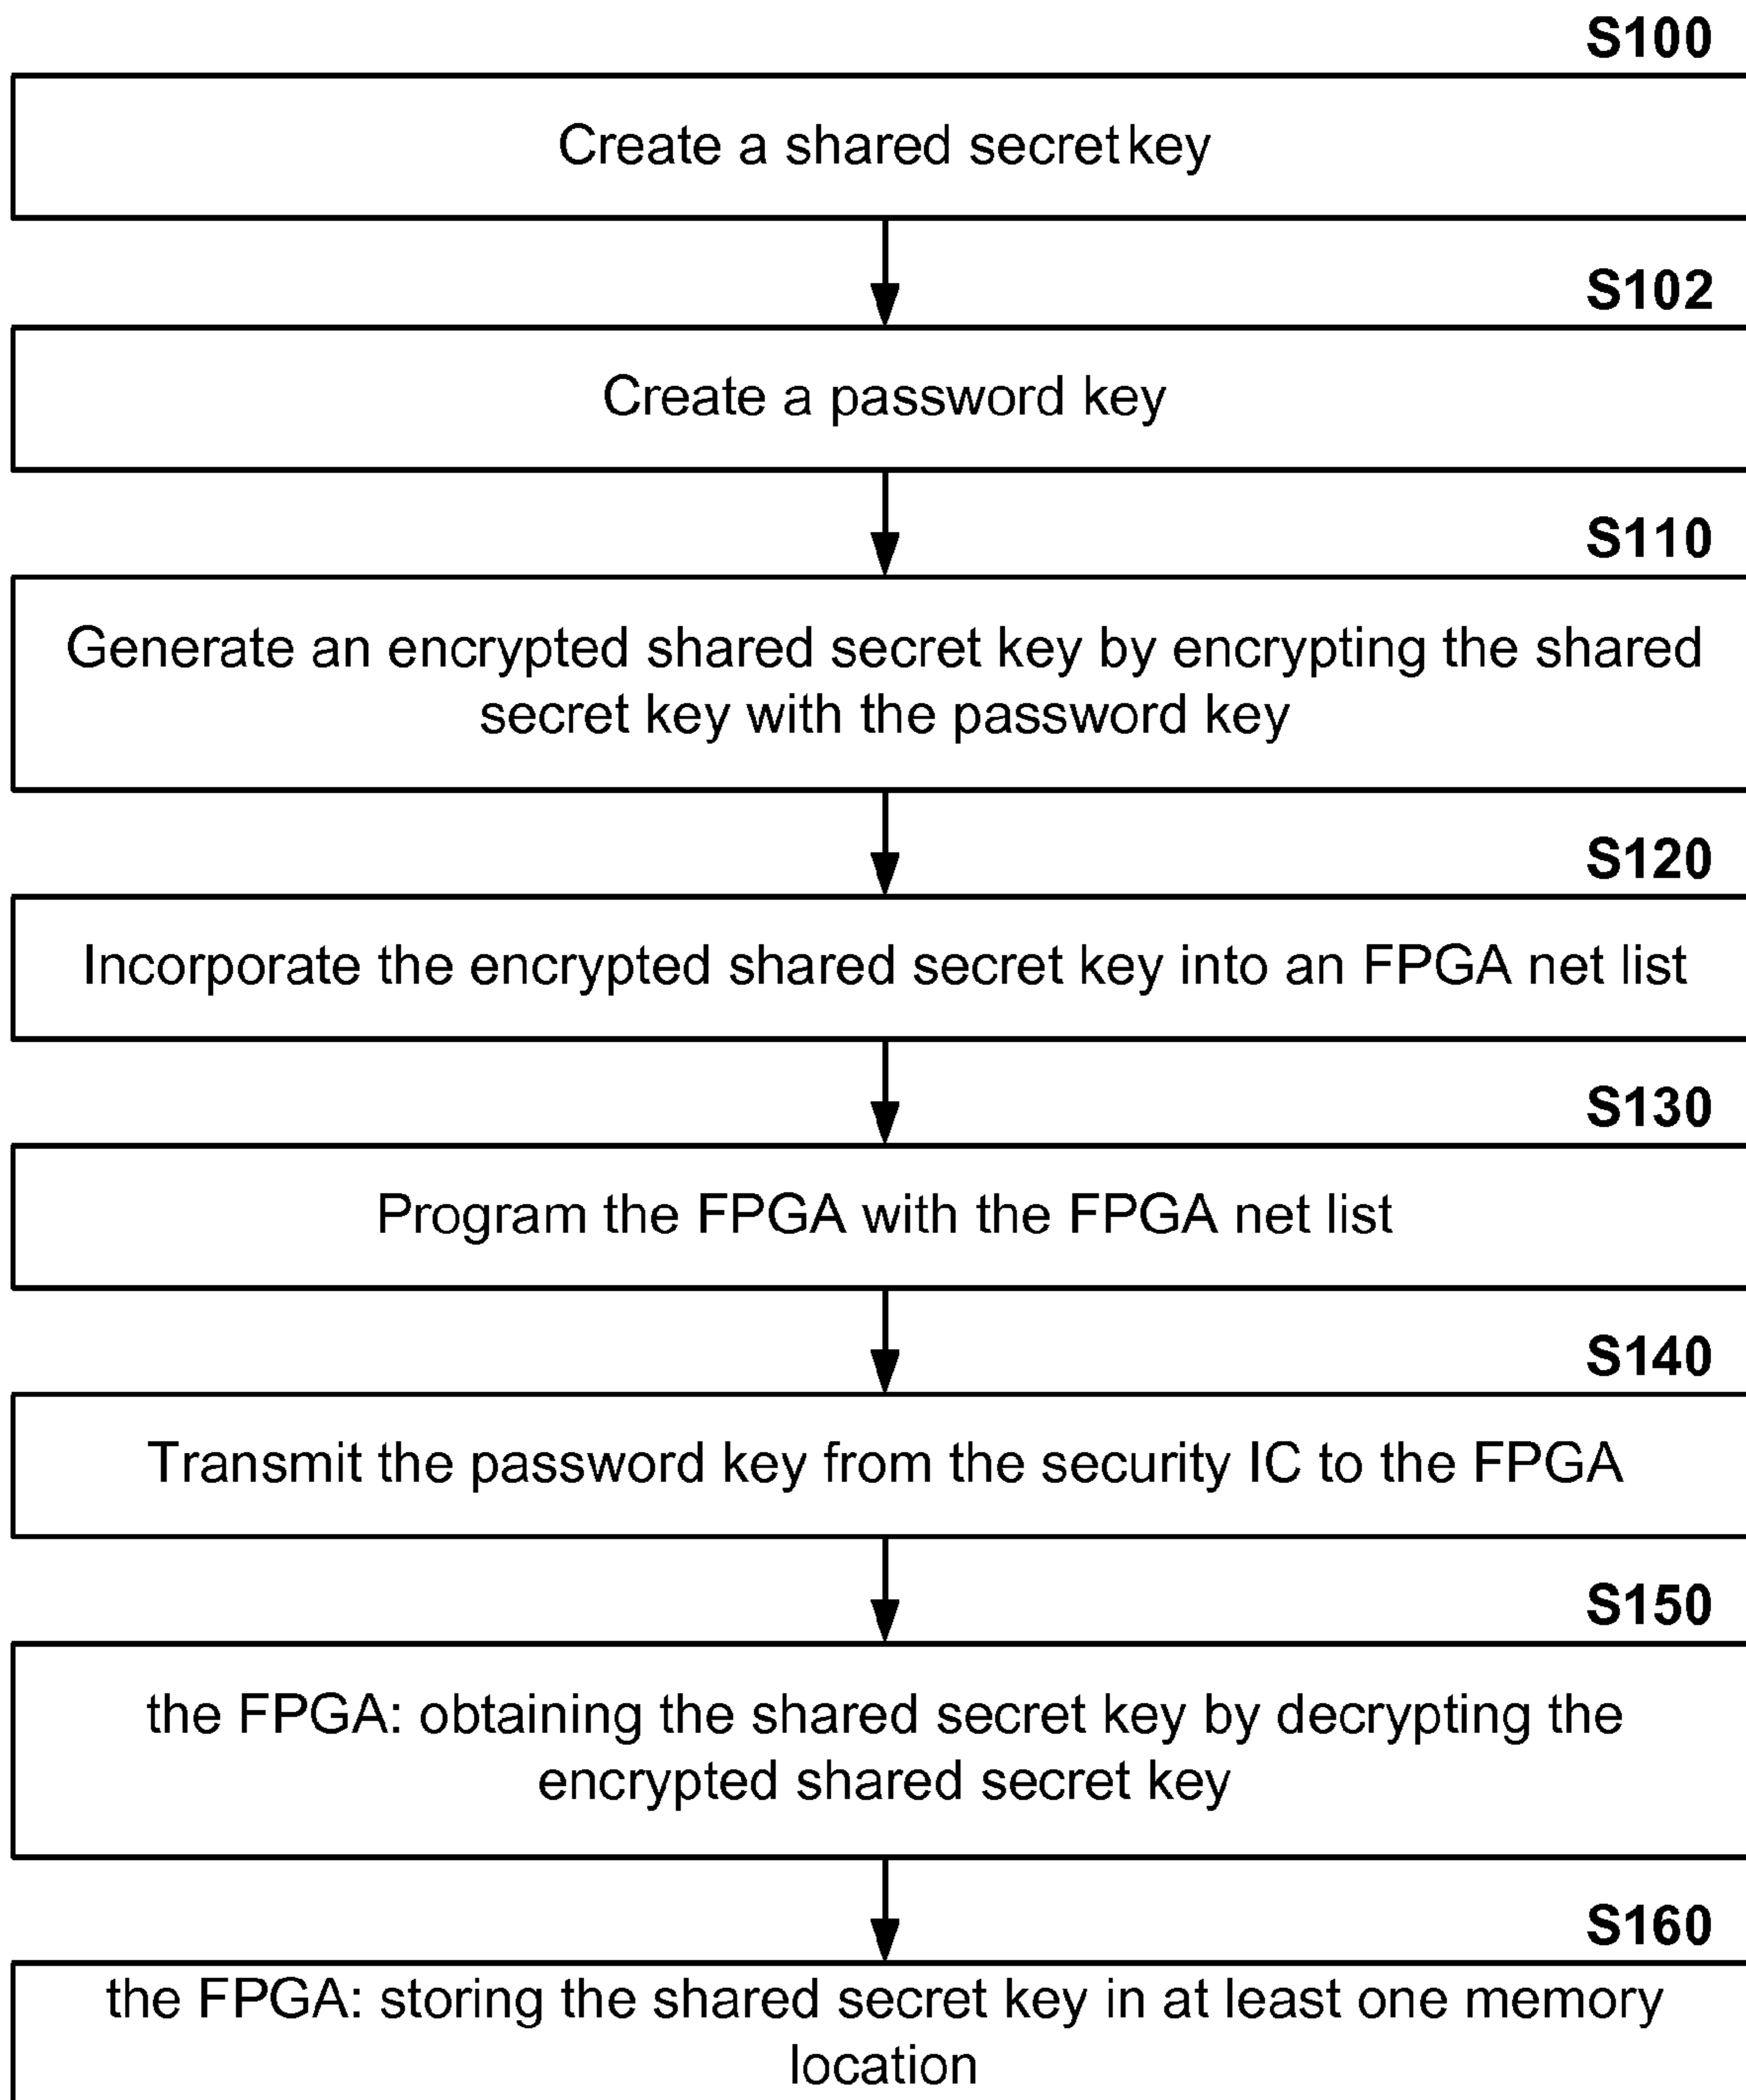 S100
Create a shared secret key
S102
Create a password key
S110
Generate an encrypted shared secret key by encrypting the shared
secret key with the password key
S120
Incorporate the encrypted shared secret key into an FPGA net list
S130
Program the FPGA with the FPGA net list
S140
Transmit the password key from the security IC to the FPGA
S150
the FPGA: obtaining the shared secret key by decrypting the
encrypted shared secret key
S160
the FPGA: storing the shared secret key in at least one memory
location